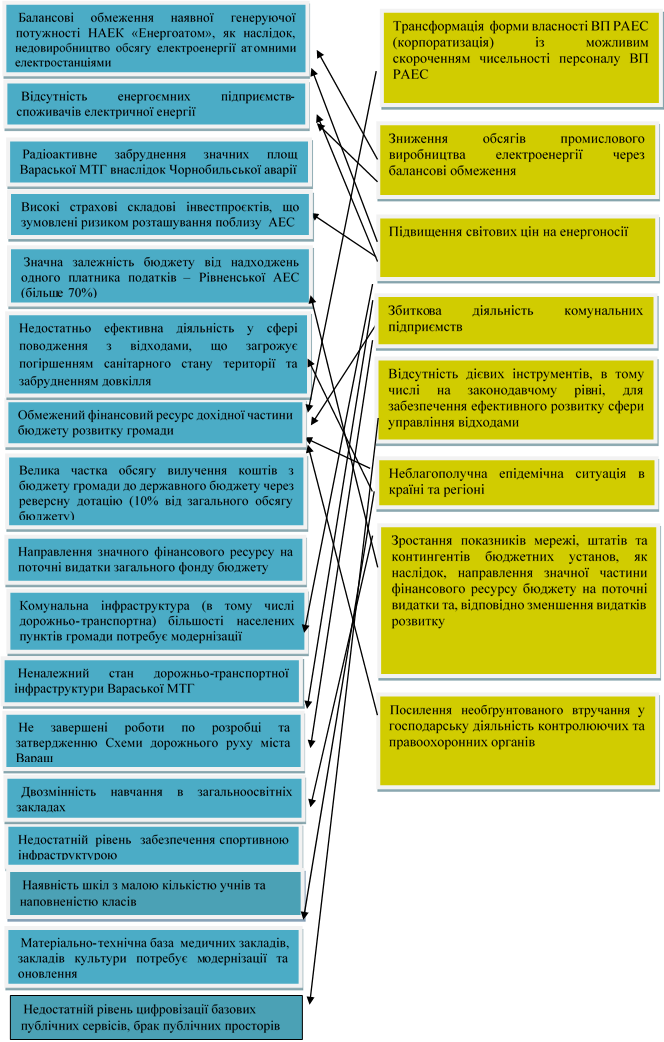 Балансові обмеження наявної генеруючої
потужності НАЕК «Енергоатом», як наслідок,
недовиробництво обсягу електроенергії атомними
електростанціями
Відсутність енергоємних підприємств-
споживачів електричної енергії
Радіоактивне забруднення значних площ
Вараської МТГ внаслідок Чорнобильської аварії
Високі страхові складові інвестпроєктів, що
зумовлені ризиком розташування поблизу АЕС
Значна залежність бюджету від надходжень
одного платника податків – Рівненської АЕС
(більше 70%)
Недостатньо ефективна діяльність у сфері
поводження з відходами, що загрожує
погіршенням санітарного стану території та
забрудненням довкілля
Обмежений фінансовий ресурс дохідної частини
бюджету розвитку громади
Велика частка обсягу вилучення коштів з
бюджету громади до державного бюджету через
реверсну дотацію (10% від загального обсягу
бюджету)
Направлення значного фінансового ресурсу на
поточні видатки загального фонду бюджету
Комунальна інфраструктура (в тому числі
дорожньо-транспортна) більшості населених
пунктів громади потребує модернізації
Неналежний стан дорожньо-транспортної
інфраструктури Вараської МТГ
Не завершені роботи по розробці та
затвердженню Схеми дорожнього руху міста
Вараш
Двозмінність навчання в загальноосвітніх
закладах
Недостатній рівень забезпечення спортивною
інфраструктурою
Наявність шкіл з малою кількістю учнів та
наповненістю класів
Матеріально-технічна база медичних закладів,
закладів культури потребує модернізації та
оновлення
Недостатній рівень цифровізації базових
публічних сервісів, брак публічних просторів
Трансформація форми власності ВП РАЕС
(корпоратизація) із можливим
скороченням чисельності персоналу ВП
РАЕС
Зниження обсягів промислового
виробництва електроенергії через
балансові обмеження
Підвищення світових цін на енергоносії
Збиткова діяльність комунальних
підприємств
Відсутність дієвих інструментів, в тому
числі на законодавчому рівні, для
забезпечення ефективного розвитку сфери
управління відходами
Неблагополучна епідемічна ситуація в
країні та регіоні
Зростання показників мережі, штатів та
контингентів бюджетних установ, як
наслідок, направлення значної частини
фінансового ресурсу бюджету на поточні
видатки та, відповідно зменшення видатків
розвитку
Посилення необґрунтованого втручання у
господарську діяльність контролюючих та
правоохоронних органів